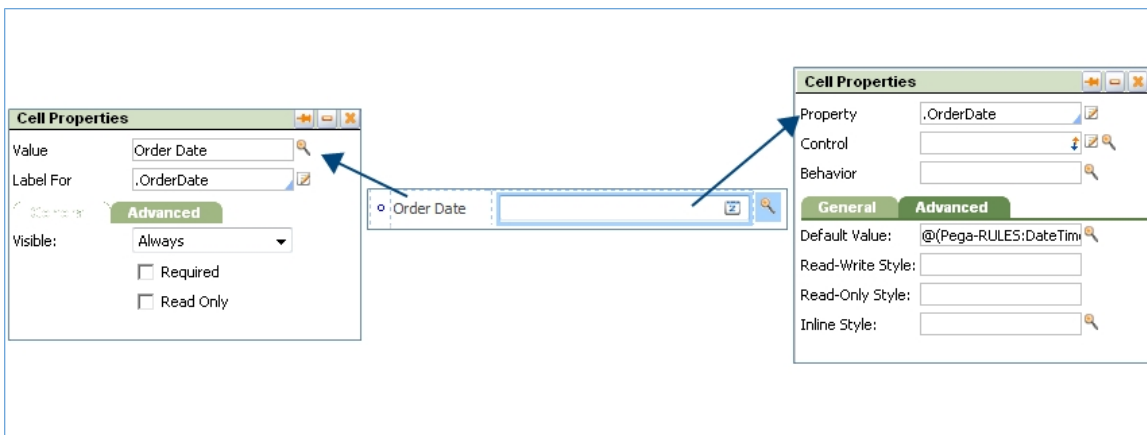 Cell Properties
Value Order Date
Label For .OrderDate
Advanced
Visible: Always
Required
Read Only
Order Date
Cell Properties
Property .OrderDate
Control
Behavior
General Advanced
Default Value: @(Pega-RULES:DateTim
Read-Write Style:
Read-Only Style:
Inline Style: